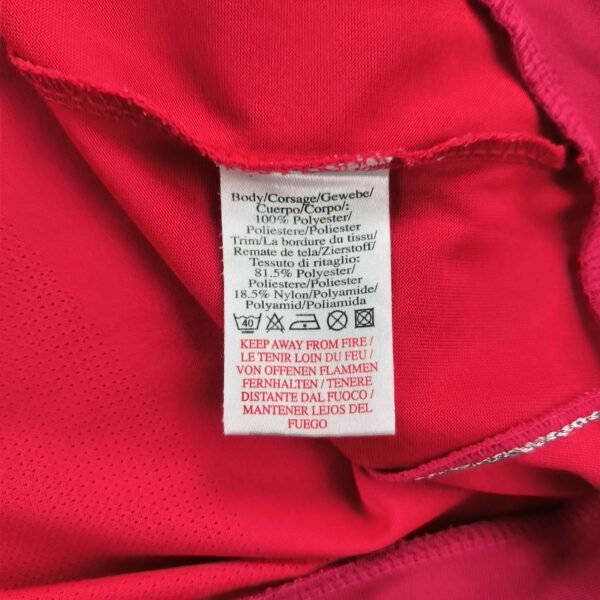 Body/Corsage/Gewebe/
Cuerpo/Corpo/:
100% Polyester/
Poliestere/Poliester
Trim/La bordure du tissu/
Remate de tela/Zierstoff/
Tessuto di ritaglio:
81.5% Polyester/
Poliestere/Poliester
18.5% Nylon/Polyamide/
Polyamid/Poliamida
40
KEEP AWAY FROM FIRE /
LE TENIR LOIN DU FEU /
VON OFFENEN FLAMMEN
FERNHALTEN / TENERE
DISTANTE DAL FUOCO /
MANTENER LEJOS DEL
FUEGO